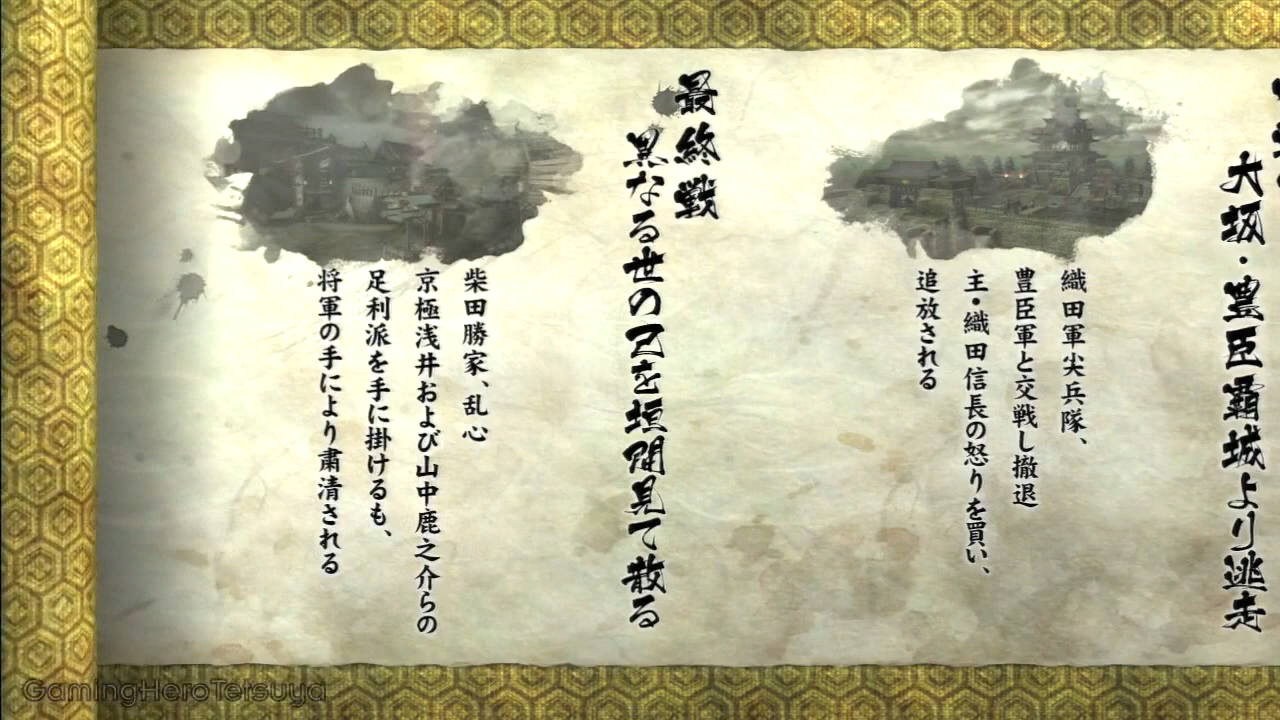 大坂・豊臣覇城より逃走
織田軍尖兵隊、
豊臣軍と交戦し撤退
主・織田信長の怒りを買い、
追放される
最終戦
異なる世の己を垣間見て散る
柴田勝家、乱心
京極浅井および山中鹿之介らの
足利派を手に掛けるも、
将軍の手により粛清される
GamingHeroTetsuya